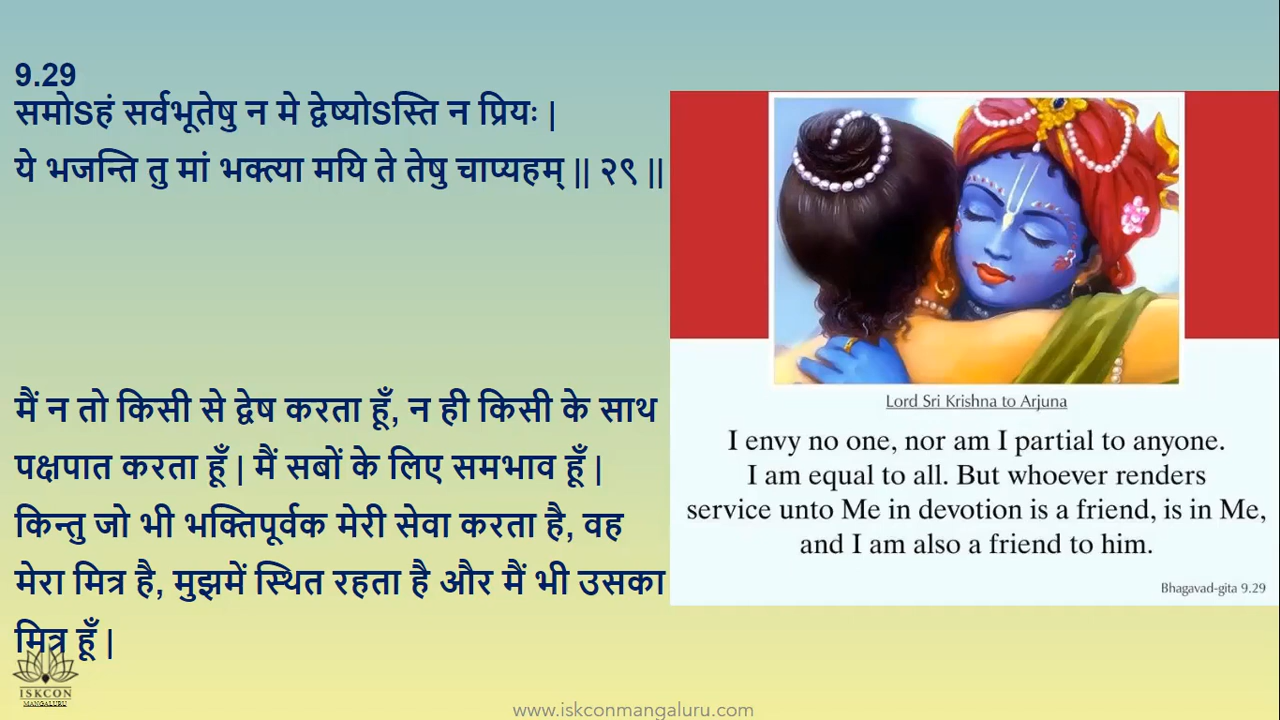 9.29
समोSहं सर्वभूतेषु न मे द्वेष्योSस्ति न प्रियः |
ये भजन्ति तु मां भक्त्या मयि ते तेषु चाप्यहम् || २९ ||
मैं न तो किसी से द्वेष करता हूँ, न ही किसी के साथ
पक्षपात करता हूँ | मैं सबों के लिए समभाव हूँ |
किन्तु जो भी भक्तिपूर्वक मेरी सेवा करता है, वह
मेरा मित्र है, मुझमें स्थित रहता है और मैं भी उसका
मित्र हूँ |
Lord Sri Krishna to Arjuna
I envy no one, nor am I partial to anyone.
I am equal to all. But whoever renders
service unto Me in devotion is a friend, is in Me,
and I am also a friend to him.
Bhagavad-gita 9.29
ISKCON
MANGALURU
www.iskconmangaluru.com